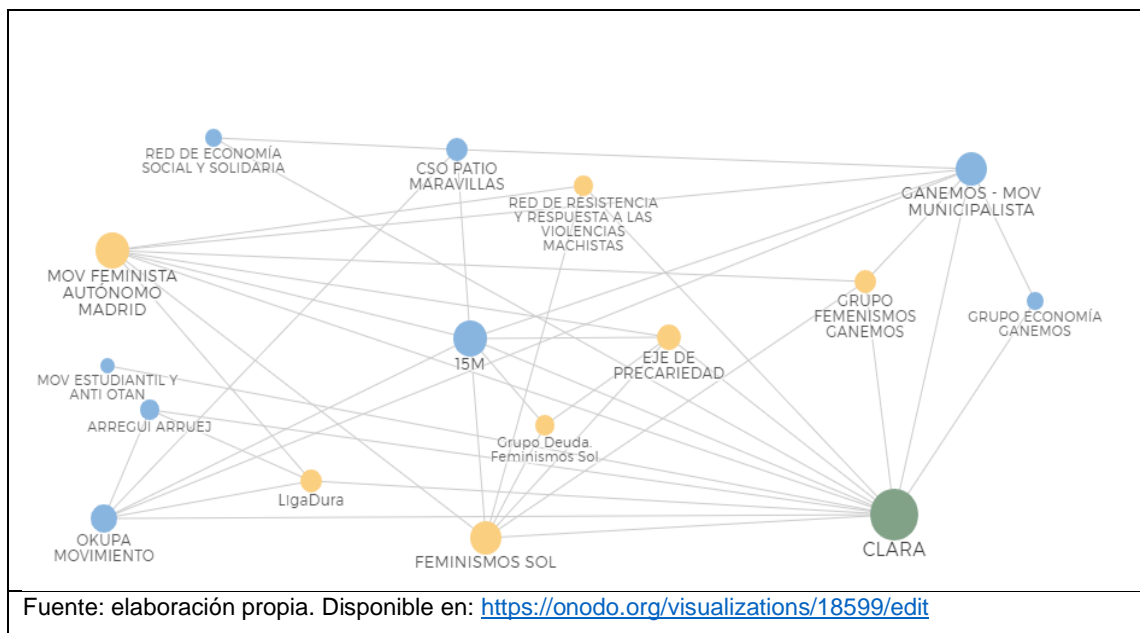 RED DE ECONOMÍA
SOCIAL Y SOLIDARIA
CSO PATIO
MARAVILLAS
RED DE RESISTENCIA
Y RESPUESTA A LAS
VIOLENCIAS
MACHISTAS
GANEMOS - MOV
MUNICIPALISTA
MOV FEMINISTA
AUTÓNOMO
MADRID
GRUPO
FEMENISMOS
GANEMOS
GRUPO ECONOMÍA
GANEMOS
15M
EJE DE
PRECARIEDAD
MOV ESTUDIANTIL Y
ANTI OTAN
ARREGUI ARRUEJ
Grupo Deuda.
Feminismos Sol
LigaDura
OKUPA
MOVIMIENTO
FEMINISMOS SOL
CLARA
Fuente: elaboración propia. Disponible en: https://onodo.org/visualizations/18599/edit